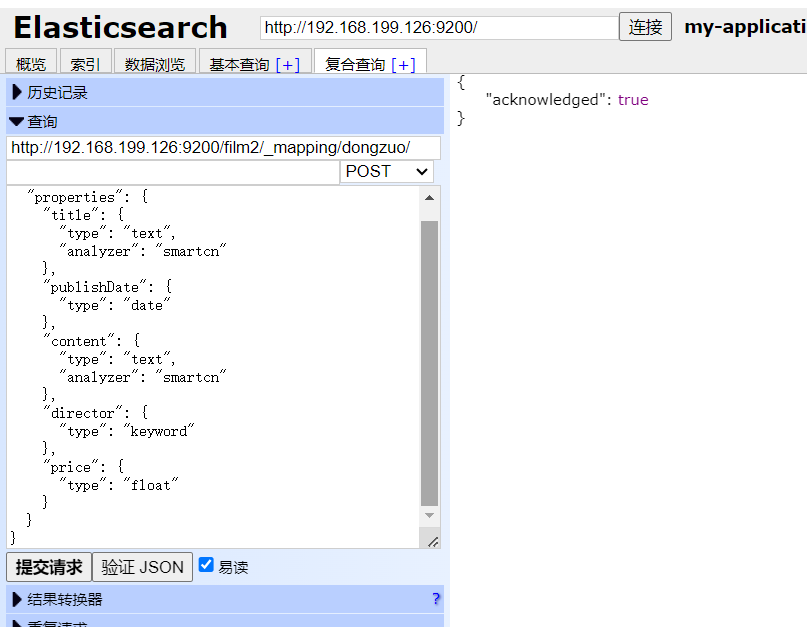 Elasticsearch http://192.168.199.126:9200/ 连接 my-applicati
概览 索引 数据浏览 基本查询 [+] 复合查询 [+]
历史记录
查询
http://192.168.199.126:9200/film2/_mapping/dongzuo/
POST
"properties": {
"title": {
"type": "text",
"analyzer": "smartcn"
},
"publishDate": {
"type": "date"
},
"content": {
"type": "text",
"analyzer": "smartcn"
},
"director": {
"type": "keyword"
},
"price": {
"type": "float"
}
}
}
提交请求 验证 JSON 易读
结果转换器 ?
重复请求
{
"acknowledged": true
}